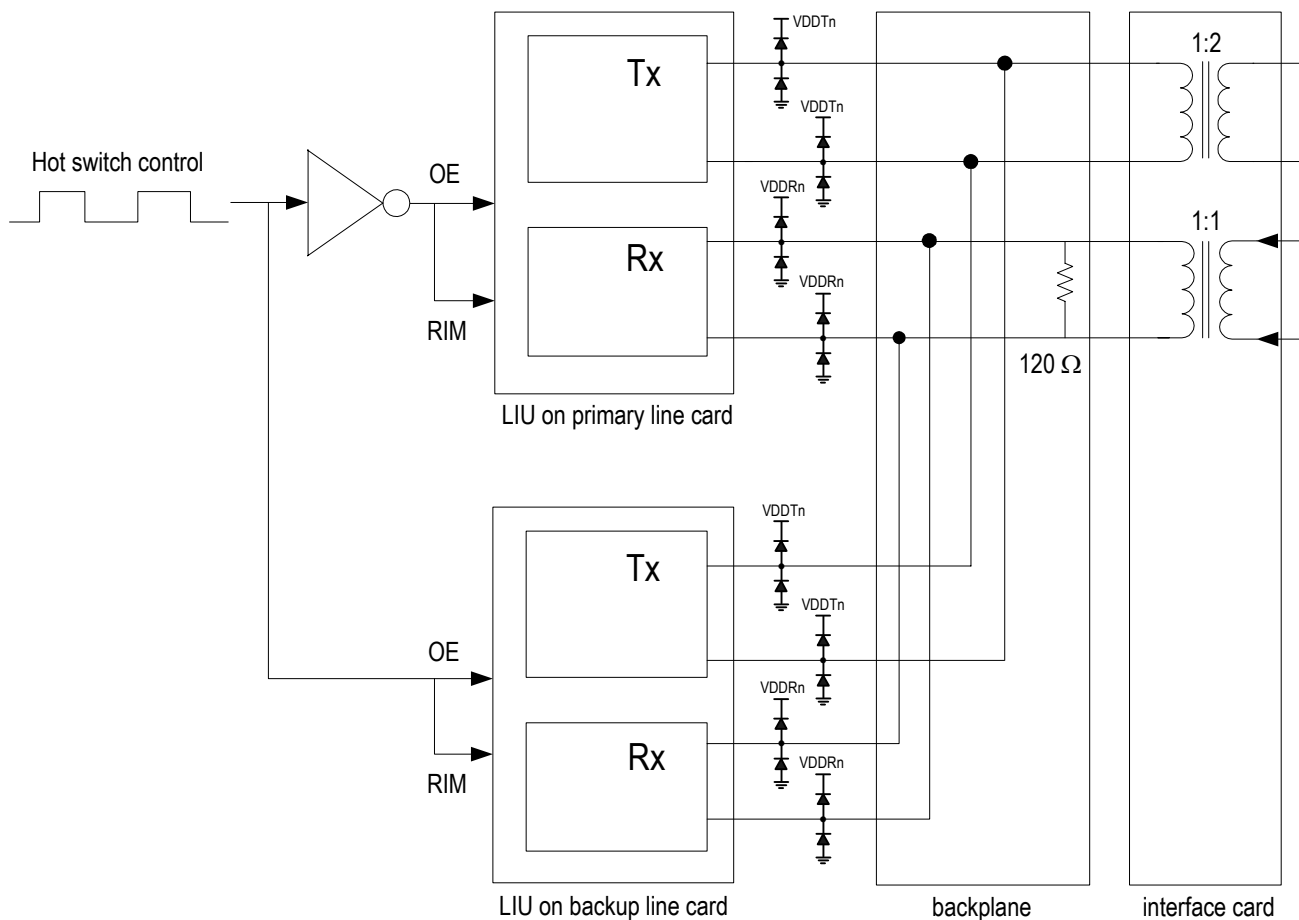 VDDTn
Tx
1:2
VDDTn
Hot switch control
OE
VDDRn
1:1
Rx
VDDRn
RIM
120 Ω
LIU on primary line card
VDDTn
Tx
VDDTn
OE
VDDRn
Rx
VDDRn
RIM
LIU on backup line card
backplane
interface card